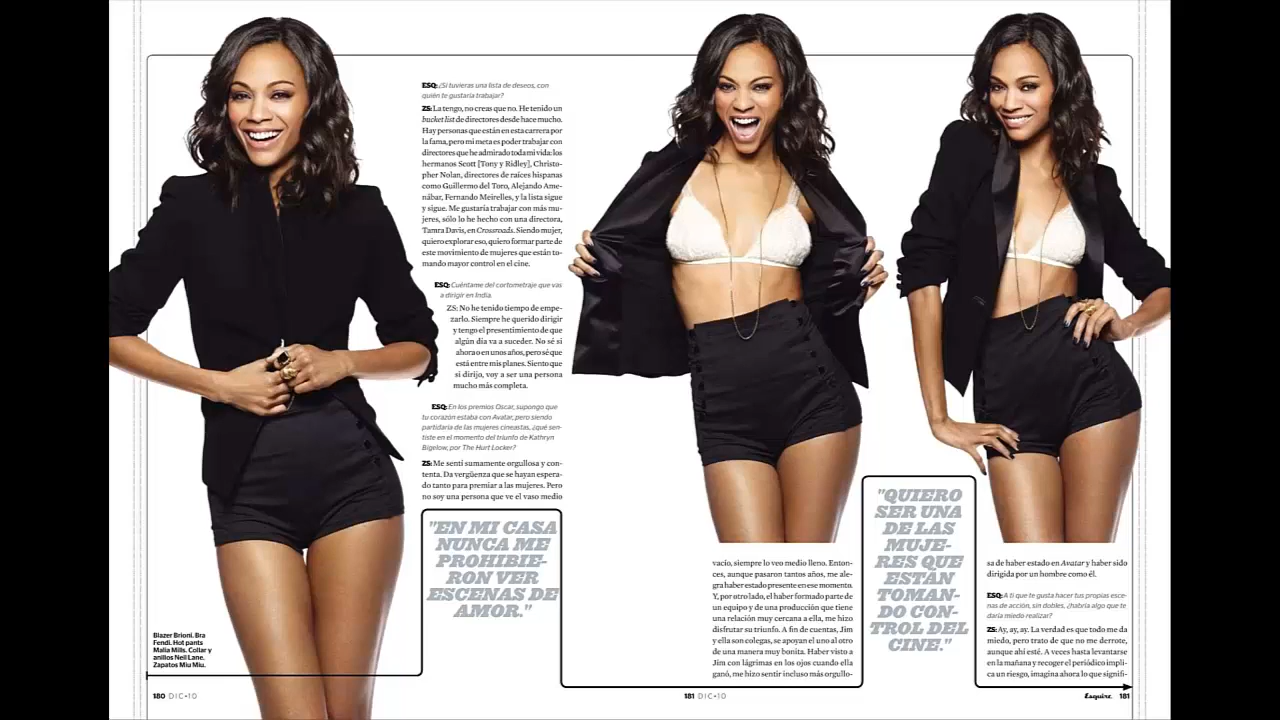 ESQ: ¿Si tuvieras una lista de deseos, con
quién te gustaría trabajar?
ZS: La tengo, no creas que no. He tenido un
bucket list de directores desde hace mucho.
Hay personas que están en esta carrera por
la fama, pero mi meta es poder trabajar con
directores que he admirado toda mi vida: los
hermanos Scott [Tony y Ridley], Christo-
pher Nolan, directores de raíces hispanas
como Guillermo del Toro, Alejando Ame-
nábar, Fernando Meirelles, y la lista sigue
y sigue. Me gustaría trabajar con más mu-
jeres, sólo lo he hecho con una directora,
Tamra Davis, en Crossroads. Siendo mujer,
quiero explorar eso, quiero formar parte de
este movimiento de mujeres que están to-
mando mayor control en el cine.
ESQ: Cuéntame del cortometraje que vas
a dirigir en India.
ZS: No he tenido tiempo de empe-
zarlo. Siempre he querido dirigir
y tengo el presentimiento de que
algún día va a suceder. No sé si
ahora o en unos años, pero sé que
está entre mis planes. Siento que
si dirijo, voy a ser una persona
mucho más completa.
ESQ: En los premios Oscar, supongo que
tu corazón estaba con Avatar, pero siendo
partidaria de las mujeres cineastas, ¿qué sen-
tiste en el momento del triunfo de Kathryn
Bigelow, por The Hurt Locker?
ZS: Me sentí sumamente orgullosa y con-
tenta. Da vergüenza que se hayan espera-
do tanto para premiar a las mujeres. Pero
no soy una persona que ve el vaso medio
"EN MI CASA
NUNCA ME
PROHIBIE-
RON VER
ESCENAS DE
AMOR."
Blazer Brioni. Bra
Fendi. Hot pants
Malia Mills. Collar y
anillos Neil Lane.
Zapatos Miu Miu.
180 DIC•10
vacío, siempre lo veo medio lleno. Enton-
ces, aunque pasaron tantos años, me ale-
gra haber estado presente en ese momento.
Y, por otro lado, el haber formado parte de
un equipo y de una producción que tiene
una relación muy cercana a ella, me hizo
disfrutar su triunfo. A fin de cuentas, Jim
y ella son colegas, se apoyan el uno al otro
de una manera muy bonita. Haber visto a
Jim con lágrimas en los ojos cuando ella
ganó, me hizo sentir incluso más orgullo-
181 DIC•10
"QUIERO
SER UNA
DE LAS
MUJE-
RES QUE
ESTÁN
TOMAN-
DO CON-
TROL DEL
CINE."
sa de haber estado en Avatar y haber sido
dirigida por un hombre como él.
ESQ: A ti que te gusta hacer tus propias esce-
nas de acción, sin dobles, ¿habría algo que te
daría miedo realizar?
ZS: Ay, ay, ay. La verdad es que todo me da
miedo, pero trato de que no me derrote,
aunque ahí esté. A veces hasta levantarse
en la mañana y recoger el periódico impli-
ca un riesgo, imagina ahora lo que signifi-
Esquire 181